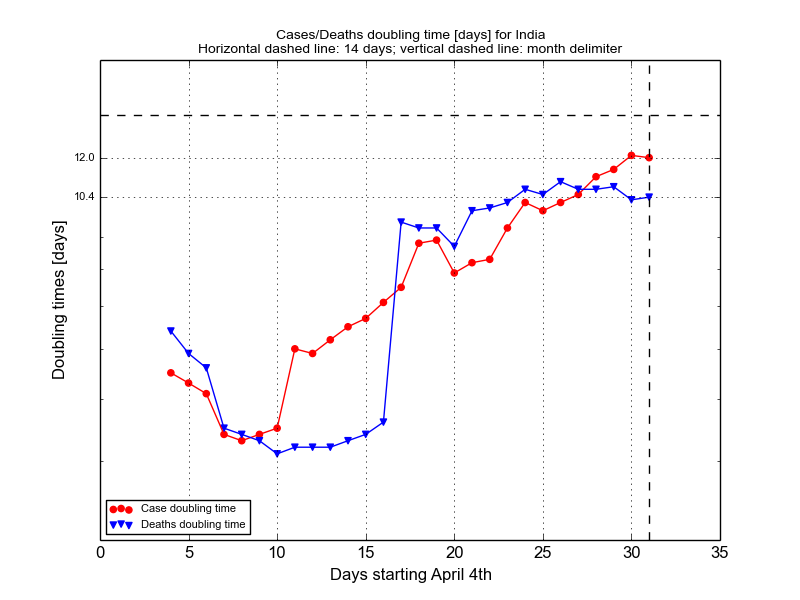 Cases/Deaths doubling time [days] for India
Horizontal dashed line: 14 days; vertical dashed line: month delimiter
12.0
10.4
Doubling times [days]
Case doubling time
Deaths doubling time
0 5 10 15 20 25 30 35
Days starting April 4th